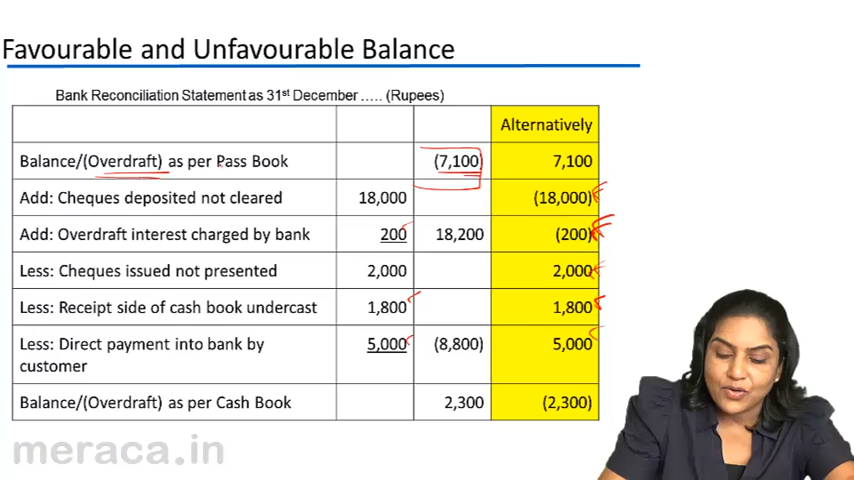 Favourable and Unfavourable Balance
Bank Reconciliation Statement as 31st December ..... (Rupees)
Alternatively
Balance/(Overdraft) as per Pass Book (7,100) 7,100
Add: Cheques deposited not cleared 18,000 (18,000)
Add: Overdraft interest charged by bank 200 18,200 (200)
Less: Cheques issued not presented 2,000 2,000
Less: Receipt side of cash book undercast 1,800 1,800
Less: Direct payment into bank by 5,000 (8,800) 5,000
customer
Balance/(Overdraft) as per Cash Book 2,300 (2,300)
meraca.in